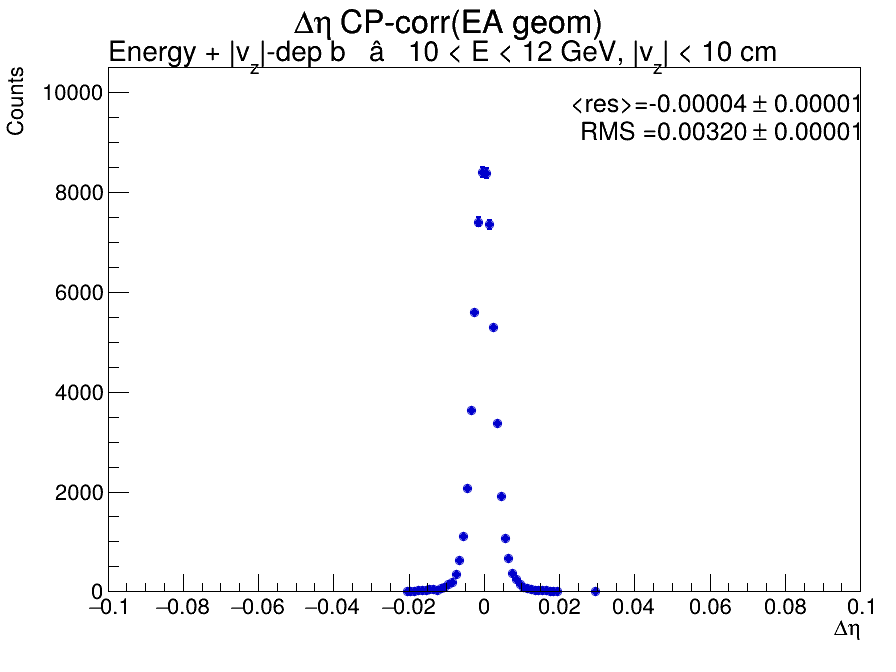 Δη CP-corr(EA geom)
Energy + |v_z|-dep b â 10 < E < 12 GeV, |v_z| < 10 cm
Counts
<res>=-0.00004 ± 0.00001
RMS =0.00320 ± 0.00001
10000
8000
6000
4000
2000
0
−0.1 −0.08 −0.06 −0.04 −0.02 0 0.02 0.04 0.06 0.08 0.1
Δη